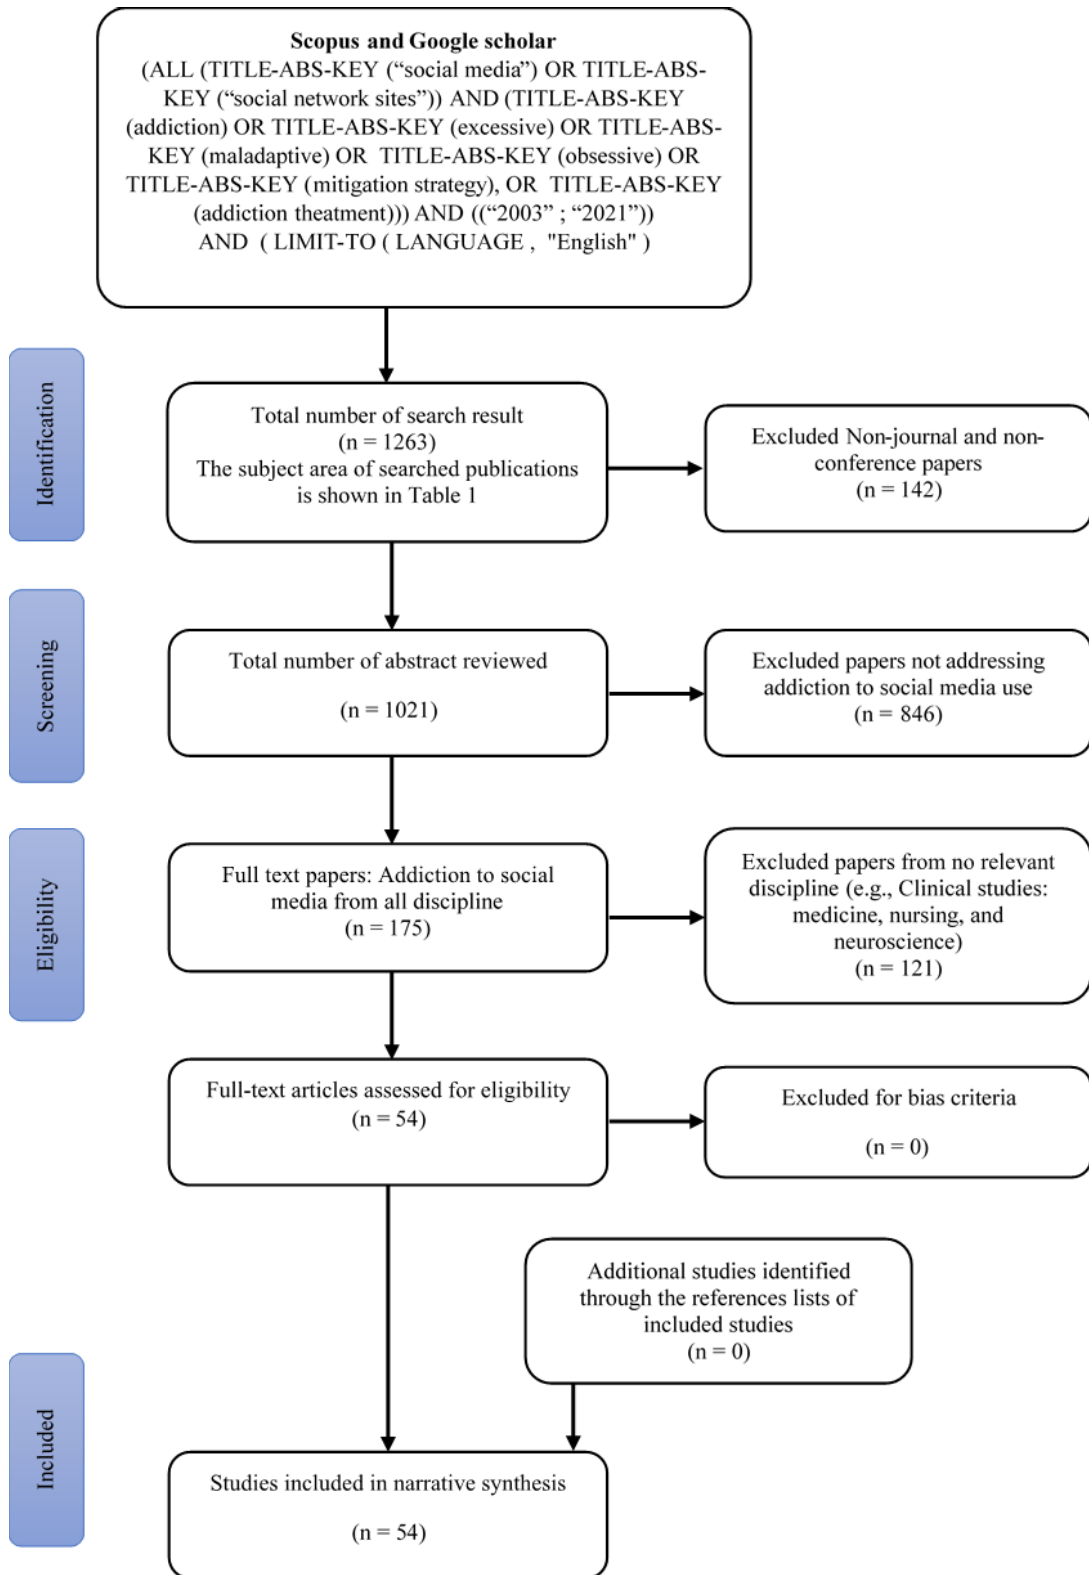 Scopus and Google scholar
(ALL (TITLE-ABS-KEY (“social media”) OR TITLE-ABS-
KEY (“social network sites”)) AND (TITLE-ABS-KEY
(addiction) OR TITLE-ABS-KEY (excessive) OR TITLE-ABS-
KEY (maladaptive) OR TITLE-ABS-KEY (obsessive) OR
TITLE-ABS-KEY (mitigation strategy), OR TITLE-ABS-KEY
(addiction theatment))) AND ((“2003” ; “2021”))
AND ( LIMIT-TO ( LANGUAGE , "English" )
Identification
Total number of search result
(n = 1263)
The subject area of searched publications
is shown in Table 1
Excluded Non-journal and non-
conference papers
(n = 142)
Screening
Total number of abstract reviewed
(n = 1021)
Excluded papers not addressing
addiction to social media use
(n = 846)
Eligibility
Full text papers: Addiction to social
media from all discipline
(n = 175)
Excluded papers from no relevant
discipline (e.g., Clinical studies:
medicine, nursing, and
neuroscience)
(n = 121)
Full-text articles assessed for eligibility
(n = 54)
Excluded for bias criteria
(n = 0)
Additional studies identified
through the references lists of
included studies
(n = 0)
Included
Studies included in narrative synthesis
(n = 54)